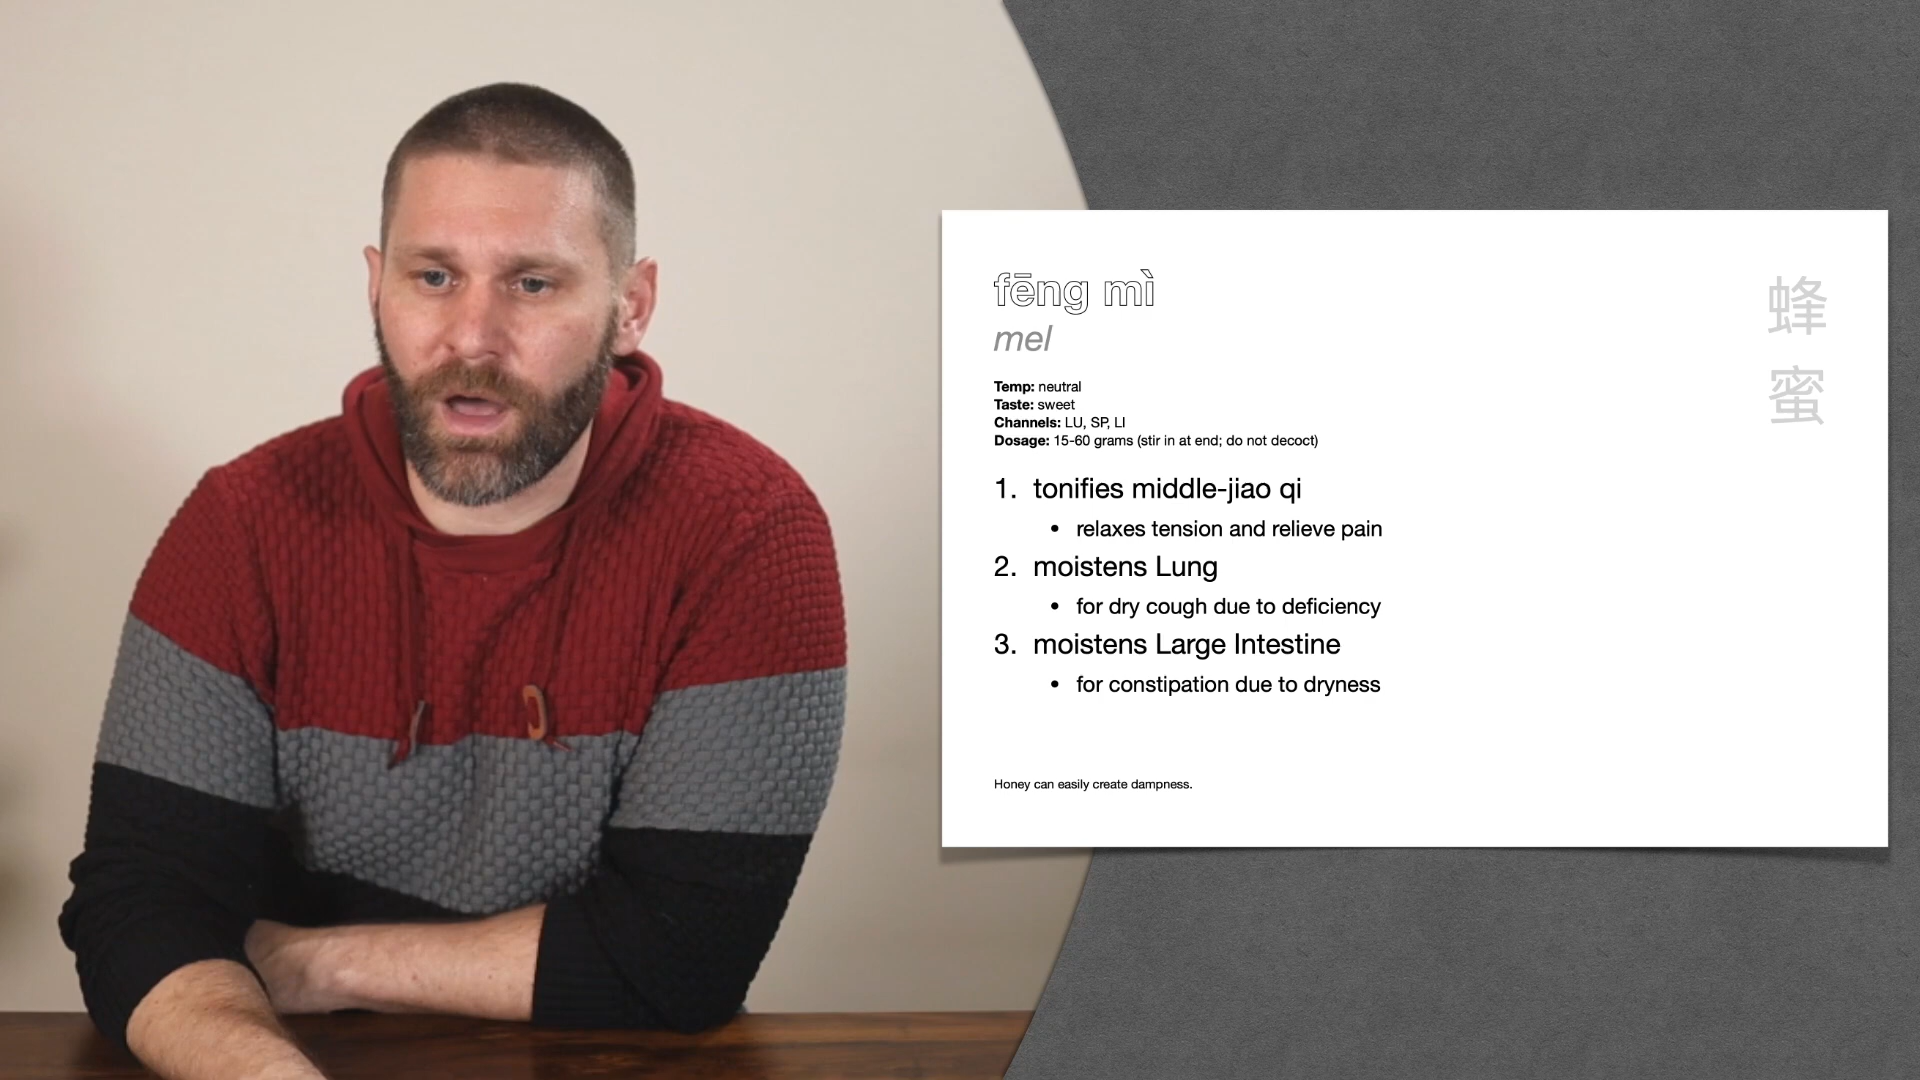 fēng mì
mel
蜂
蜜
Temp: neutral
Taste: sweet
Channels: LU, SP, LI
Dosage: 15-60 grams (stir in at end; do not decoct)
1. tonifies middle-jiao qi
• relaxes tension and relieve pain
2. moistens Lung
• for dry cough due to deficiency
3. moistens Large Intestine
• for constipation due to dryness
Honey can easily create dampness.